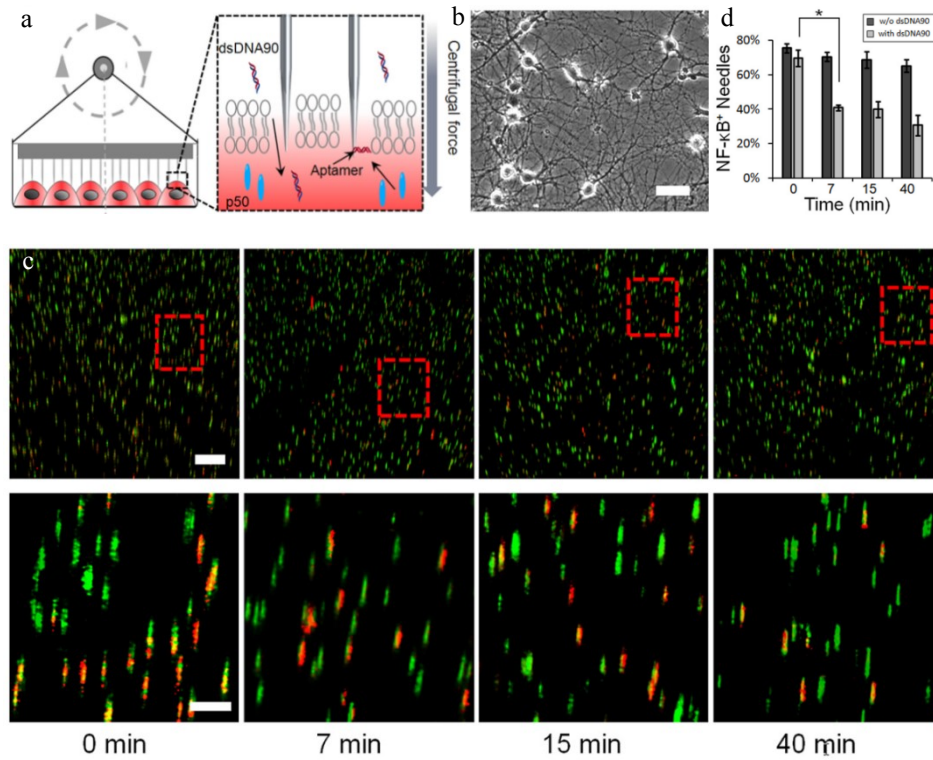 a
dsDNA90
Aptamer
p50
Centrifugal force
b
d
*
w/o dsDNA90
with dsDNA90
NF-κB⁺ Needles
80%
60%
40%
20%
0%
0 7 15 40
Time (min)
c
0 min 7 min 15 min 40 min